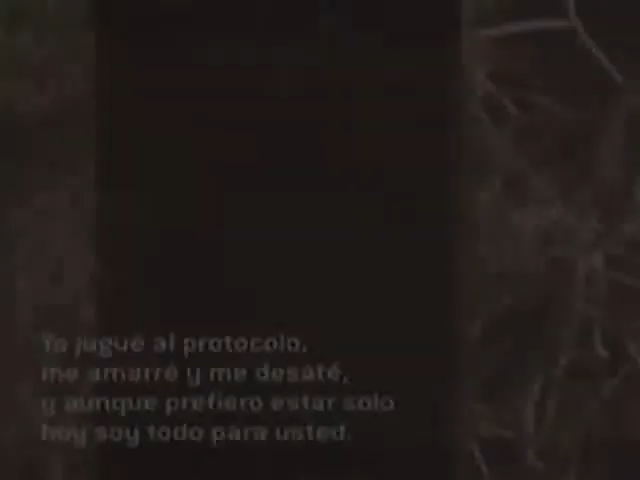 Yo jugué al protocolo,
me amarré y me desaté,
y aunque prefiero estar solo
hoy soy todo para usted.